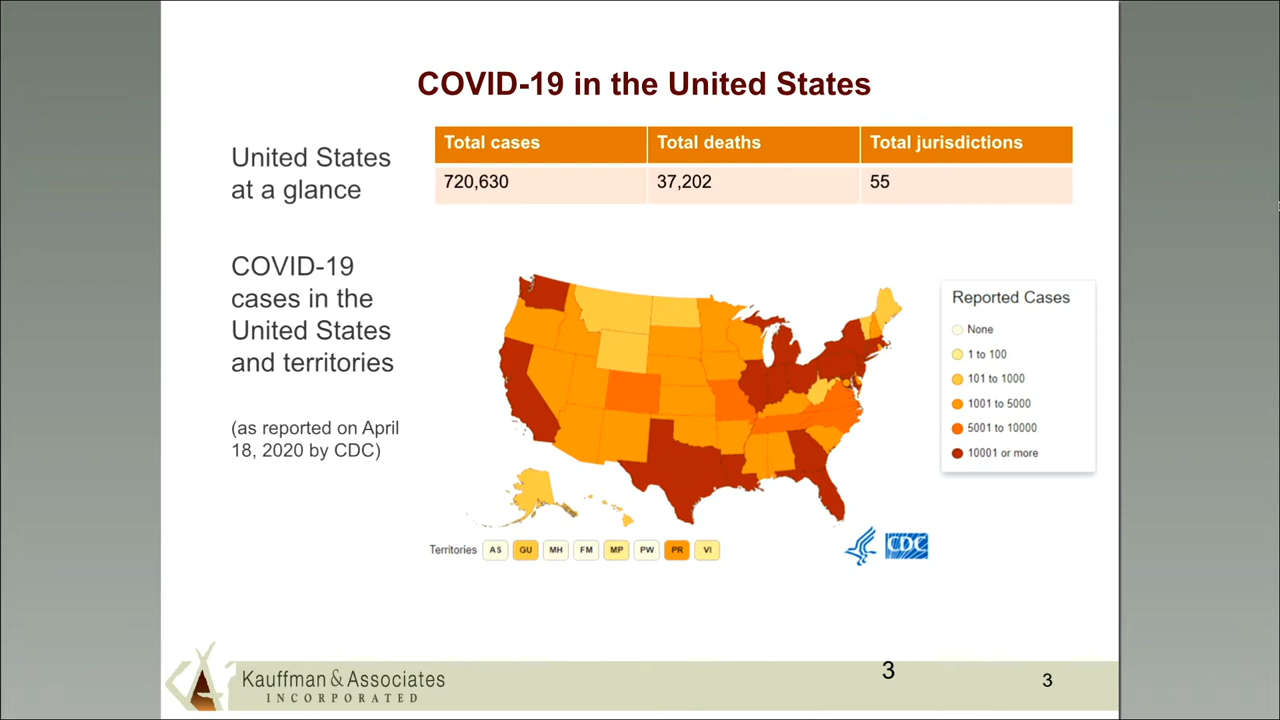 COVID-19 in the United States
United States
at a glance
Total cases
Total deaths
Total jurisdictions
720,630
37,202
55
COVID-19
cases in the
United States
and territories
(as reported on April
18, 2020 by CDC)
Reported Cases
None
1 to 100
101 to 1000
1001 to 5000
5001 to 10000
10001 or more
Territories
AS
GU
MH
FM
MP
PW
PR
VI
CDC
Kauffman & Associates
INCORPORATED
3
3